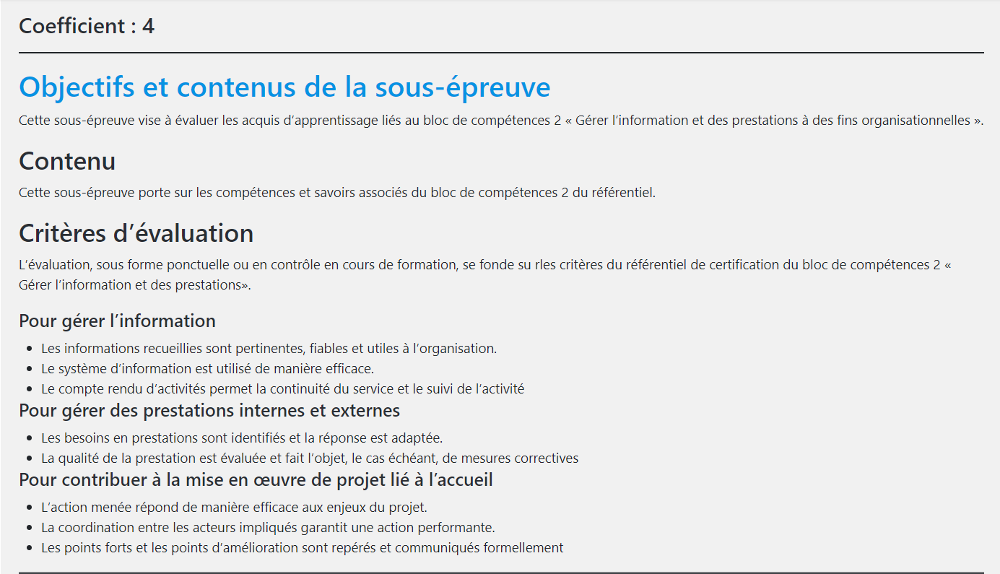 Coefficient : 4
Objectifs et contenus de la sous-épreuve
Cette sous-épreuve vise à évaluer les acquis d’apprentissage liés au bloc de compétences 2 « Gérer l’information et des prestations à des fins organisationnelles ».
Contenu
Cette sous-épreuve porte sur les compétences et savoirs associés du bloc de compétences 2 du référentiel.
Critères d’évaluation
L’évaluation, sous forme ponctuelle ou en contrôle en cours de formation, se fonde su rles critères du référentiel de certification du bloc de compétences 2 «
Gérer l’information et des prestations».
Pour gérer l’information
• Les informations recueillies sont pertinentes, fiables et utiles à l’organisation.
• Le système d’information est utilisé de manière efficace.
• Le compte rendu d’activités permet la continuité du service et le suivi de l’activité
Pour gérer des prestations internes et externes
• Les besoins en prestations sont identifiés et la réponse est adaptée.
• La qualité de la prestation est évaluée et fait l’objet, le cas échéant, de mesures correctives
Pour contribuer à la mise en œuvre de projet lié à l’accueil
• L’action menée répond de manière efficace aux enjeux du projet.
• La coordination entre les acteurs impliqués garantit une action performante.
• Les points forts et les points d’amélioration sont repérés et communiqués formellement